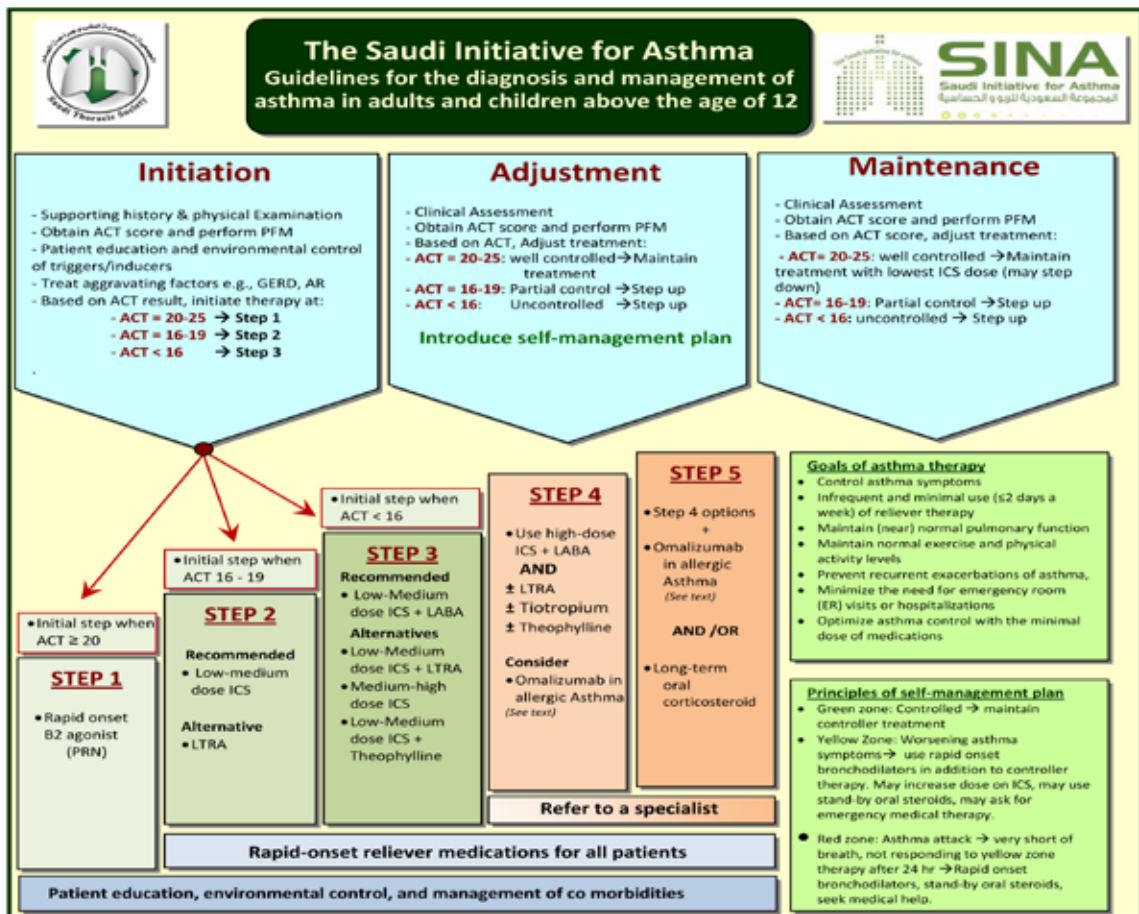 The Saudi Initiative for Asthma
Guidelines for the diagnosis and management of
asthma in adults and children above the age of 12
Saudi Thoracic Society
The Saudi Initiative for asthma
SINA
Saudi Initiative for Asthma
المجموعة السعودية للربو و الحساسية
Initiation
- Supporting history & physical Examination
- Obtain ACT score and perform PFM
- Patient education and environmental control
of triggers/inducers
- Treat aggravating factors e.g., GERD, AR
- Based on ACT result, initiate therapy at:
- ACT = 20-25 → Step 1
- ACT = 16-19 → Step 2
- ACT < 16 → Step 3
.
Adjustment
- Clinical Assessment
- Obtain ACT score and perform PFM
- Based on ACT, Adjust treatment:
- ACT = 20-25: well controlled→Maintain
treatment
- ACT = 16-19: Partial control →Step up
- ACT < 16: Uncontrolled →Step up
Introduce self-management plan
Maintenance
- Clinical Assessment
- Obtain ACT score and perform PFM
- Based on ACT score, adjust treatment:
- ACT= 20-25: well controlled→Maintain
treatment with lowest ICS dose (may step
down)
- ACT= 16-19: Partial control →Step up
- ACT < 16: uncontrolled → Step up
• Initial step when
ACT ≥ 20
STEP 1
• Rapid onset
B2 agonist
(PRN)
• Initial step when
ACT 16 - 19
STEP 2
Recommended
• Low-medium
dose ICS
Alternative
• LTRA
• Initial step when
ACT < 16
STEP 3
Recommended
• Low-Medium
dose ICS + LABA
Alternatives
• Low-Medium
dose ICS + LTRA
• Medium-high
dose ICS
• Low-Medium
dose ICS +
Theophylline
STEP 4
• Use high-dose
ICS + LABA
AND
± LTRA
± Tiotropium
± Theophylline
Consider
• Omalizumab in
allergic Asthma
(See text)
STEP 5
• Step 4 options
+
• Omalizumab
in allergic
Asthma
(See text)
AND /OR
• Long-term
oral
corticosteroid
Refer to a specialist
Rapid-onset reliever medications for all patients
Patient education, environmental control, and management of co morbidities
Goals of asthma therapy
• Control asthma symptoms
• Infrequent and minimal use (≤2 days a
week) of reliever therapy
• Maintain (near) normal pulmonary function
• Maintain normal exercise and physical
activity levels
• Prevent recurrent exacerbations of asthma,
• Minimize the need for emergency room
(ER) visits or hospitalizations
• Optimize asthma control with the minimal
dose of medications
Principles of self-management plan
• Green zone: Controlled → maintain
controller treatment
• Yellow Zone: Worsening asthma
symptoms→ use rapid onset
bronchodilators in addition to controller
therapy. May increase dose on ICS, may use
stand-by oral steroids, may ask for
emergency medical therapy.
• Red zone: Asthma attack → very short of
breath, not responding to yellow zone
therapy after 24 hr →Rapid onset
bronchodilators, stand-by oral steroids,
seek medical help.